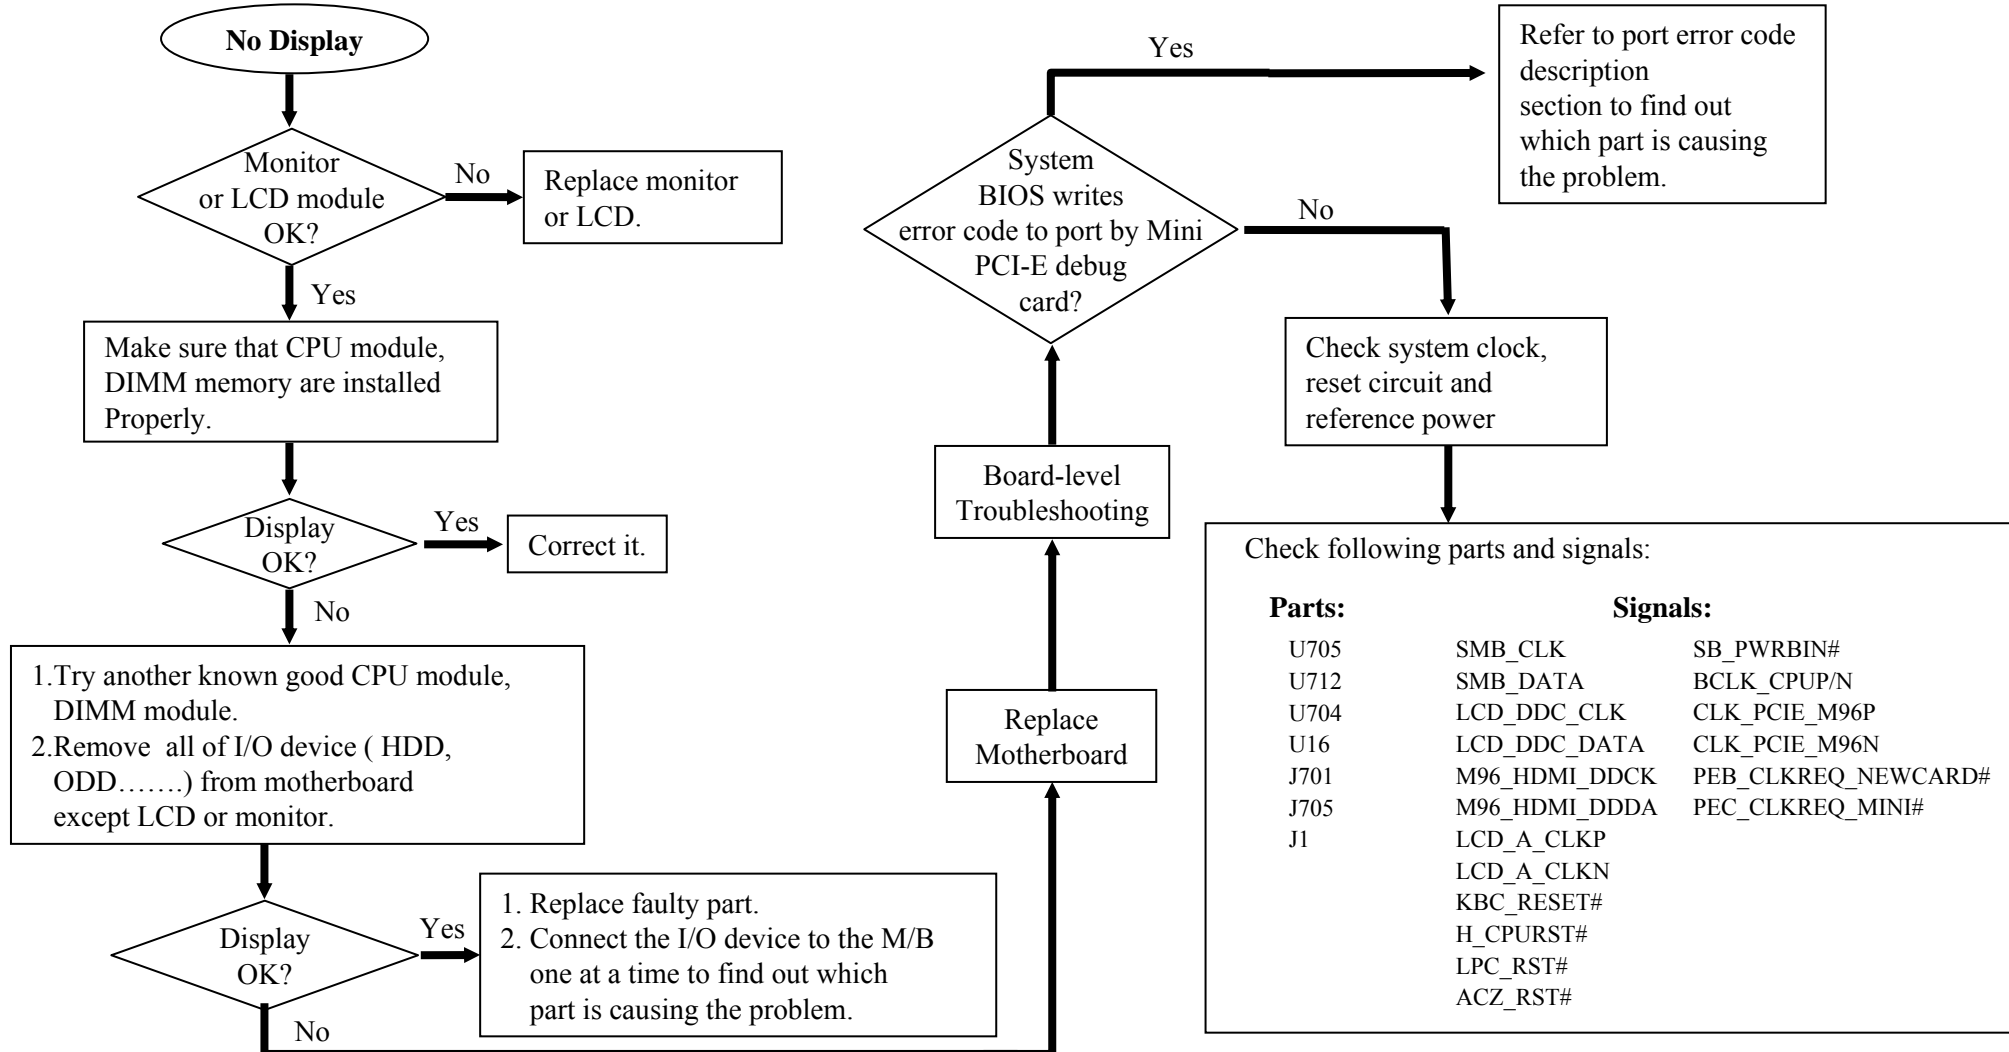 No Display
Monitor
or LCD module
OK?
No
Replace monitor
or LCD.
Yes
Make sure that CPU module,
DIMM memory are installed
Properly.
Display
OK?
Yes
Correct it.
No
1.Try another known good CPU module,
DIMM module.
2.Remove  all of I/O device ( HDD,
ODD…….) from motherboard
except LCD or monitor.
Display
OK?
Yes
1. Replace faulty part.
2. Connect the I/O device to the M/B
one at a time to find out which
part is causing the problem.
No
Replace
Motherboard
Board-level
Troubleshooting
System
BIOS writes
error code to port by Mini
PCI-E debug
card?
Yes
Refer to port error code
description
section to find out
which part is causing
the problem.
No
Check system clock,
reset circuit and
reference power
Check following parts and signals:
Parts:
U705
U712
U704
U16
J701
J705
J1
Signals:
SMB_CLK
SMB_DATA
LCD_DDC_CLK
LCD_DDC_DATA
M96_HDMI_DDCK
M96_HDMI_DDDA
LCD_A_CLKP
LCD_A_CLKN
KBC_RESET#
H_CPURST#
LPC_RST#
ACZ_RST#
SB_PWRBIN#
BCLK_CPUP/N
CLK_PCIE_M96P
CLK_PCIE_M96N
PEB_CLKREQ_NEWCARD#
PEC_CLKREQ_MINI#